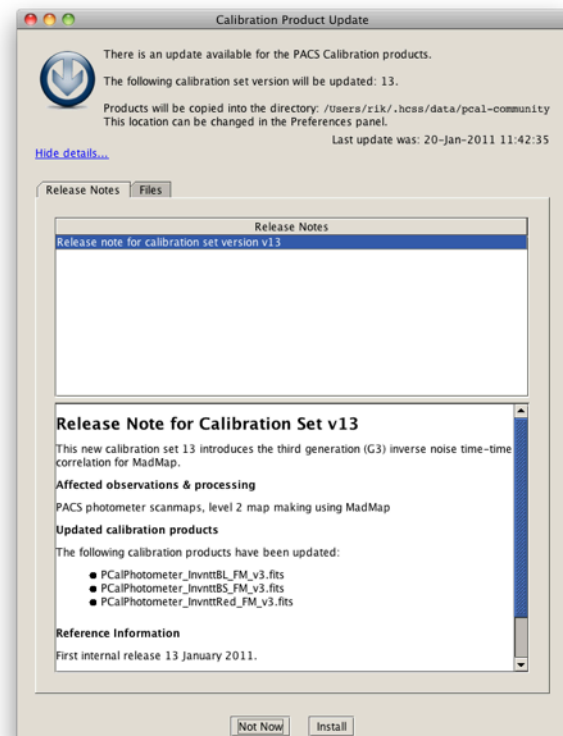 Calibration Product Update
There is an update available for the PACS Calibration products.
The following calibration set version will be updated: 13.
Products will be copied into the directory: /Users/rik/.hcss/data/pcal-community
This location can be changed in the Preferences panel.
Last update was: 20-Jan-2011 11:42:35
Hide details...
Release Notes Files
Release Notes
Release note for calibration set version v13
Release Note for Calibration Set v13
This new calibration set 13 introduces the third generation (G3) inverse noise time-time
correlation for MadMap.
Affected observations & processing
PACS photometer scanmaps, level 2 map making using MadMap
Updated calibration products
The following calibration products have been updated:
● PCalPhotometer_InvnttBL_FM_v3.fits
● PCalPhotometer_InvnttBS_FM_v3.fits
● PCalPhotometer_InvnttRed_FM_v3.fits
Reference Information
First internal release 13 January 2011.
Not Now Install